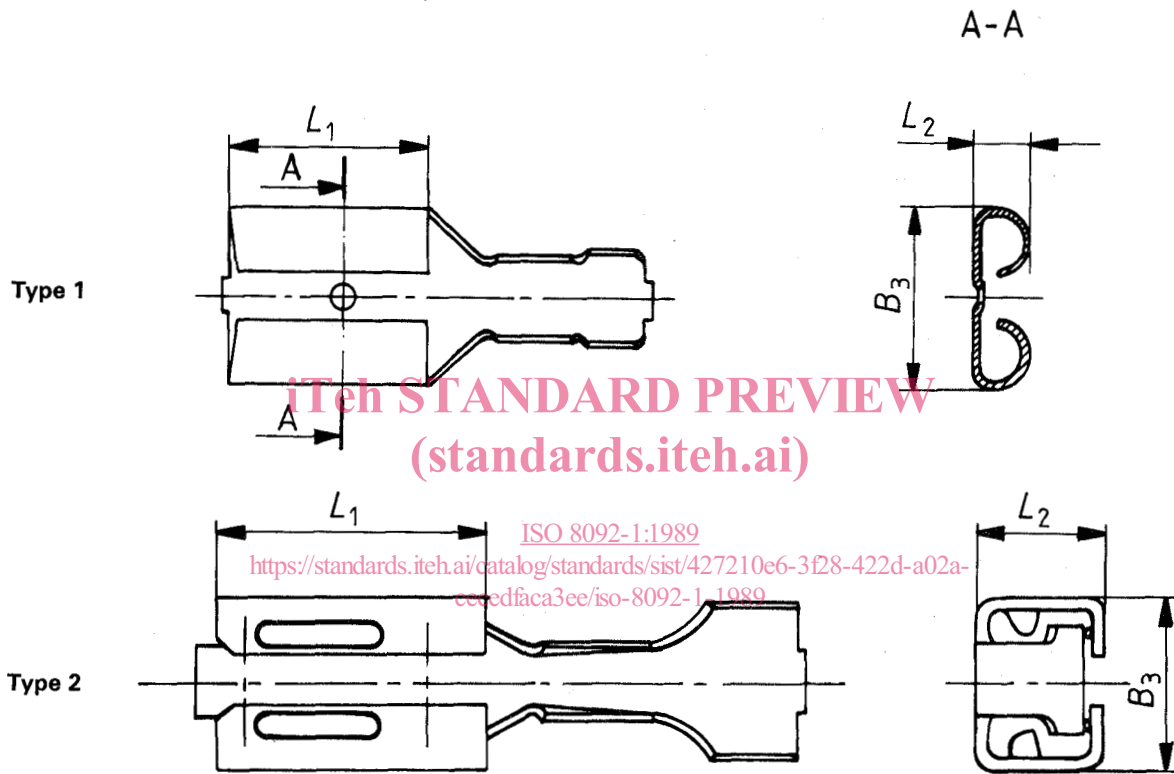 A-A
L1
L2
A
B3
Type 1
A
iTeh STANDARD PREVIEW
(standards.iteh.ai)
L1
L2
ISO 8092-1:1989
https://standards.iteh.ai/catalog/standards/sist/427210e6-3f28-422d-a02a-
cecedfaca3ee/iso-8092-1-1989
Type 2
B3